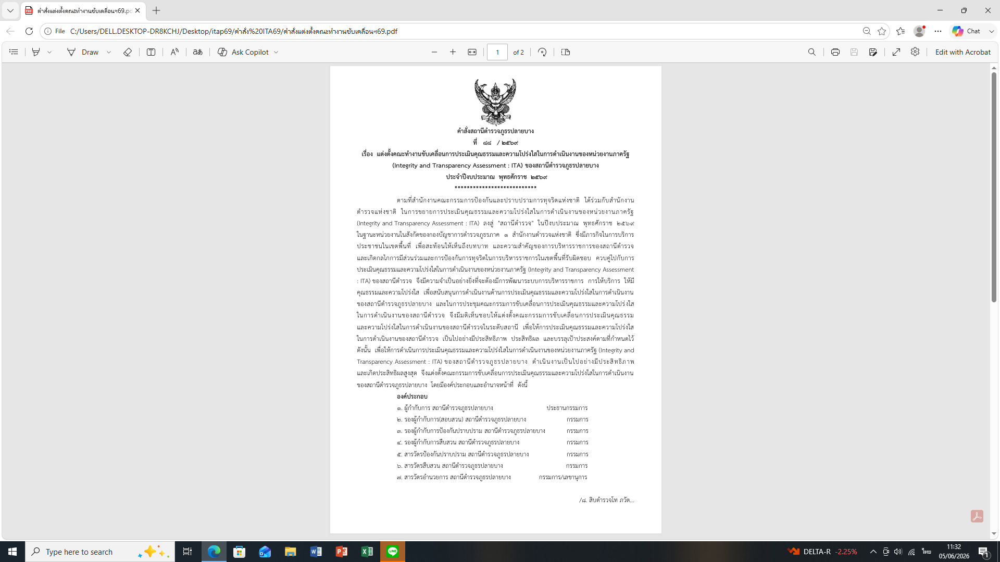 คำสั่งแต่งตั้งคณะทำงานขับเคลื่อนฯ69.pdf
File C:/Users/DELL.DESKTOP-DR8KCHJ/Desktop/itap69/คำสั่ง%20ITA69/คำสั่งแต่งตั้งคณะทำงานขับเคลื่อนฯ69.pdf
Chat
Draw
Ask Copilot
1 of 2
Edit with Acrobat
คำสั่งสถานีตำรวจภูธรปลายบาง
ที่ ๘๘ / ๒๕๖๙
เรื่อง แต่งตั้งคณะทำงานขับเคลื่อนการประเมินคุณธรรมและความโปร่งใสในการดำเนินงานของหน่วยงานภาครัฐ
(Integrity and Transparency Assessment : ITA) ของสถานีตำรวจภูธรปลายบาง
ประจำปีงบประมาณ พุทธศักราช ๒๕๖๙
***************************
ตามที่สำนักงานคณะกรรมการป้องกันและปราบปรามการทุจริตแห่งชาติ ได้ร่วมกับสำนักงาน
ตำรวจแห่งชาติ ในการขยายการประเมินคุณธรรมและความโปร่งใสในการดำเนินงานของหน่วยงานภาครัฐ
(Integrity and Transparency Assessment : ITA) ลงสู่ "สถานีตำรวจ" ในปีงบประมาณ พุทธศักราช ๒๕๖๙
ในฐานะหน่วยงานในสังกัดของกองบัญชาการตำรวจภูธรภาค ๑ สำนักงานตำรวจแห่งชาติ ซึ่งมีภารกิจในการบริการ
ประชาชนในเขตพื้นที่ เพื่อสะท้อนให้เห็นถึงบทบาท และความสำคัญของการบริหารราชการของสถานีตำรวจ
และเกิดกลไกการมีส่วนร่วมและการป้องกันการทุจริตในการบริหารราชการในเขตพื้นที่รับผิดชอบ ควบคู่ไปกับการ
ประเมินคุณธรรมและความโปร่งใสในการดำเนินงานของหน่วยงานภาครัฐ (Integrity and Transparency Assessment
: ITA) ของสถานีตำรวจ จึงมีความจำเป็นอย่างยิ่งที่จะต้องมีการพัฒนาระบบการบริหารราชการ การให้บริการ ให้มี
คุณธรรมและความโปร่งใส เพื่อสนับสนุนการดำเนินงานด้านการประเมินคุณธรรมและความโปร่งใสในการดำเนินงาน
ของสถานีตำรวจภูธรปลายบาง และในการประชุมคณะกรรมการขับเคลื่อนการประเมินคุณธรรมและความโปร่งใส
ในการดำเนินงานของสถานีตำรวจ จึงมีมติเห็นชอบให้แต่งตั้งคณะกรรมการขับเคลื่อนการประเมินคุณธรรม
และความโปร่งใสในการดำเนินงานของสถานีตำรวจในระดับสถานี เพื่อให้การประเมินคุณธรรมและความโปร่งใส
ในการดำเนินงานของสถานีตำรวจ เป็นไปอย่างมีประสิทธิภาพ ประสิทธิผล และบรรลุเป้าประสงค์ตามที่กำหนดไว้
ดังนั้น เพื่อให้การดำเนินการประเมินคุณธรรมและความโปร่งใสในการดำเนินงานของหน่วยงานภาครัฐ (Integrity and
Transparency Assessment : ITA) ของสถานีตำรวจภูธรปลายบาง ดำเนินงานเป็นไปอย่างมีประสิทธิภาพ
และเกิดประสิทธิผลสูงสุด จึงแต่งตั้งคณะกรรมการขับเคลื่อนการประเมินคุณธรรมและความโปร่งใสในการดำเนินงาน
ของสถานีตำรวจภูธรปลายบาง โดยมีองค์ประกอบและอำนาจหน้าที่ ดังนี้
องค์ประกอบ
๑. ผู้กำกับการ สถานีตำรวจภูธรปลายบาง ประธานกรรมการ
๒. รองผู้กำกับการ(สอบสวน) สถานีตำรวจภูธรปลายบาง กรรมการ
๓. รองผู้กำกับการป้องกันปราบปราม สถานีตำรวจภูธรปลายบาง กรรมการ
๔. รองผู้กำกับการสืบสวน สถานีตำรวจภูธรปลายบาง กรรมการ
๕. สารวัตรป้องกันปราบปราม สถานีตำรวจภูธรปลายบาง กรรมการ
๖. สารวัตรสืบสวน สถานีตำรวจภูธรปลายบาง กรรมการ
๗. สารวัตรอำนวยการ สถานีตำรวจภูธรปลายบาง กรรมการ/เลขานุการ
/๘. สิบตำรวจโท ภวัต...
Type here to search
DELTA-R -2.25%
ไทย
11:32
05/06/2026
1